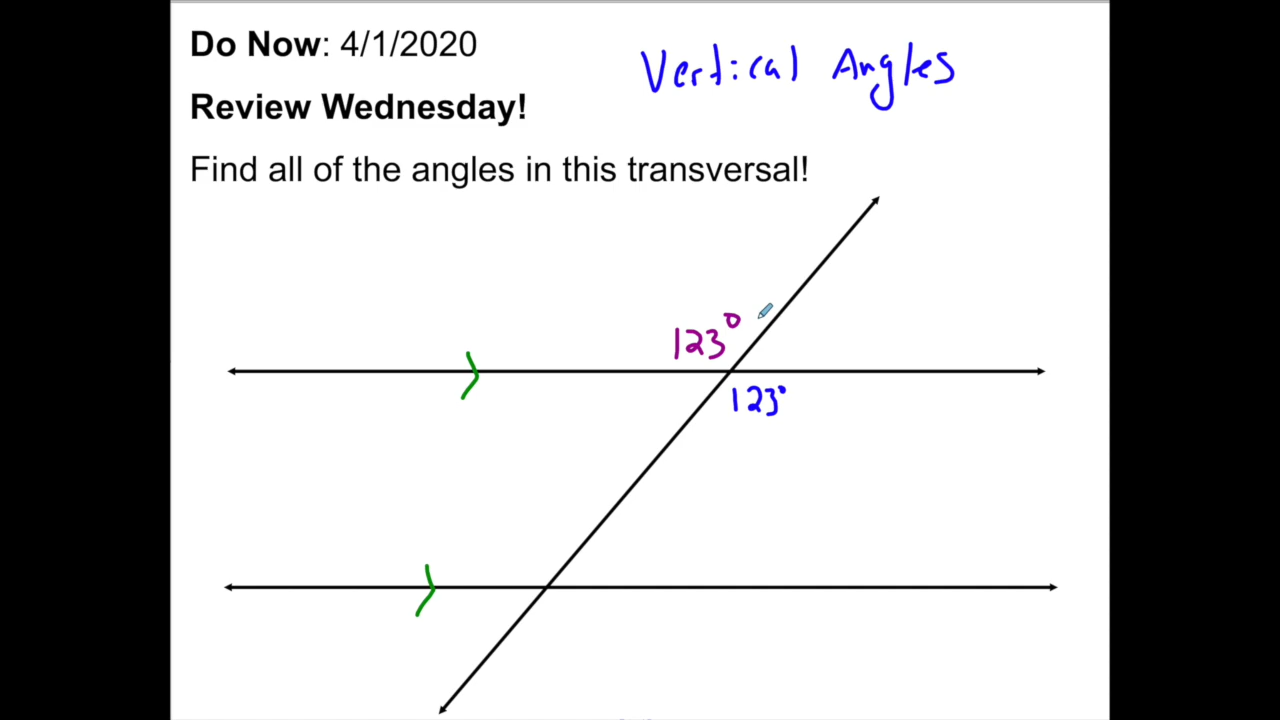 Do Now: 4/1/2020
Vertical Angles
Review Wednesday!
Find all of the angles in this transversal!
123°
123°